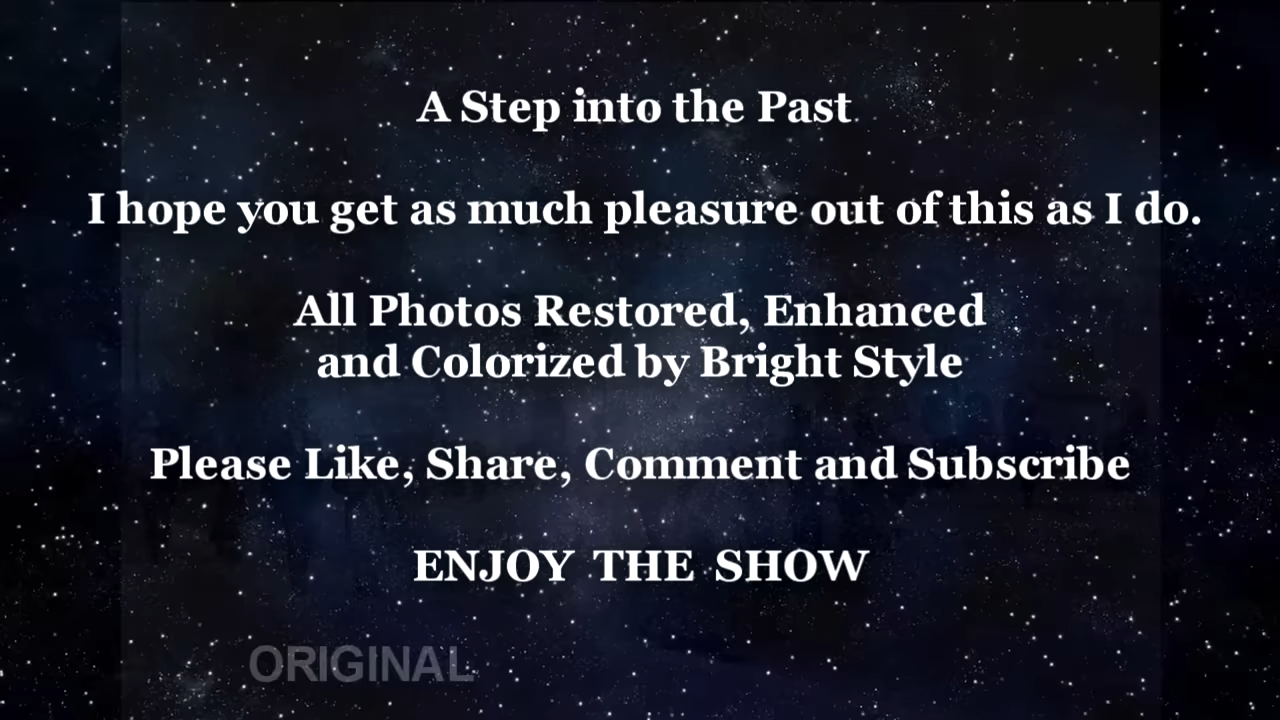 A Step into the Past
I hope you get as much pleasure out of this as I do.
All Photos Restored, Enhanced
and Colorized by Bright Style
Please Like, Share, Comment and Subscribe
ENJOY THE SHOW
ORIGINAL